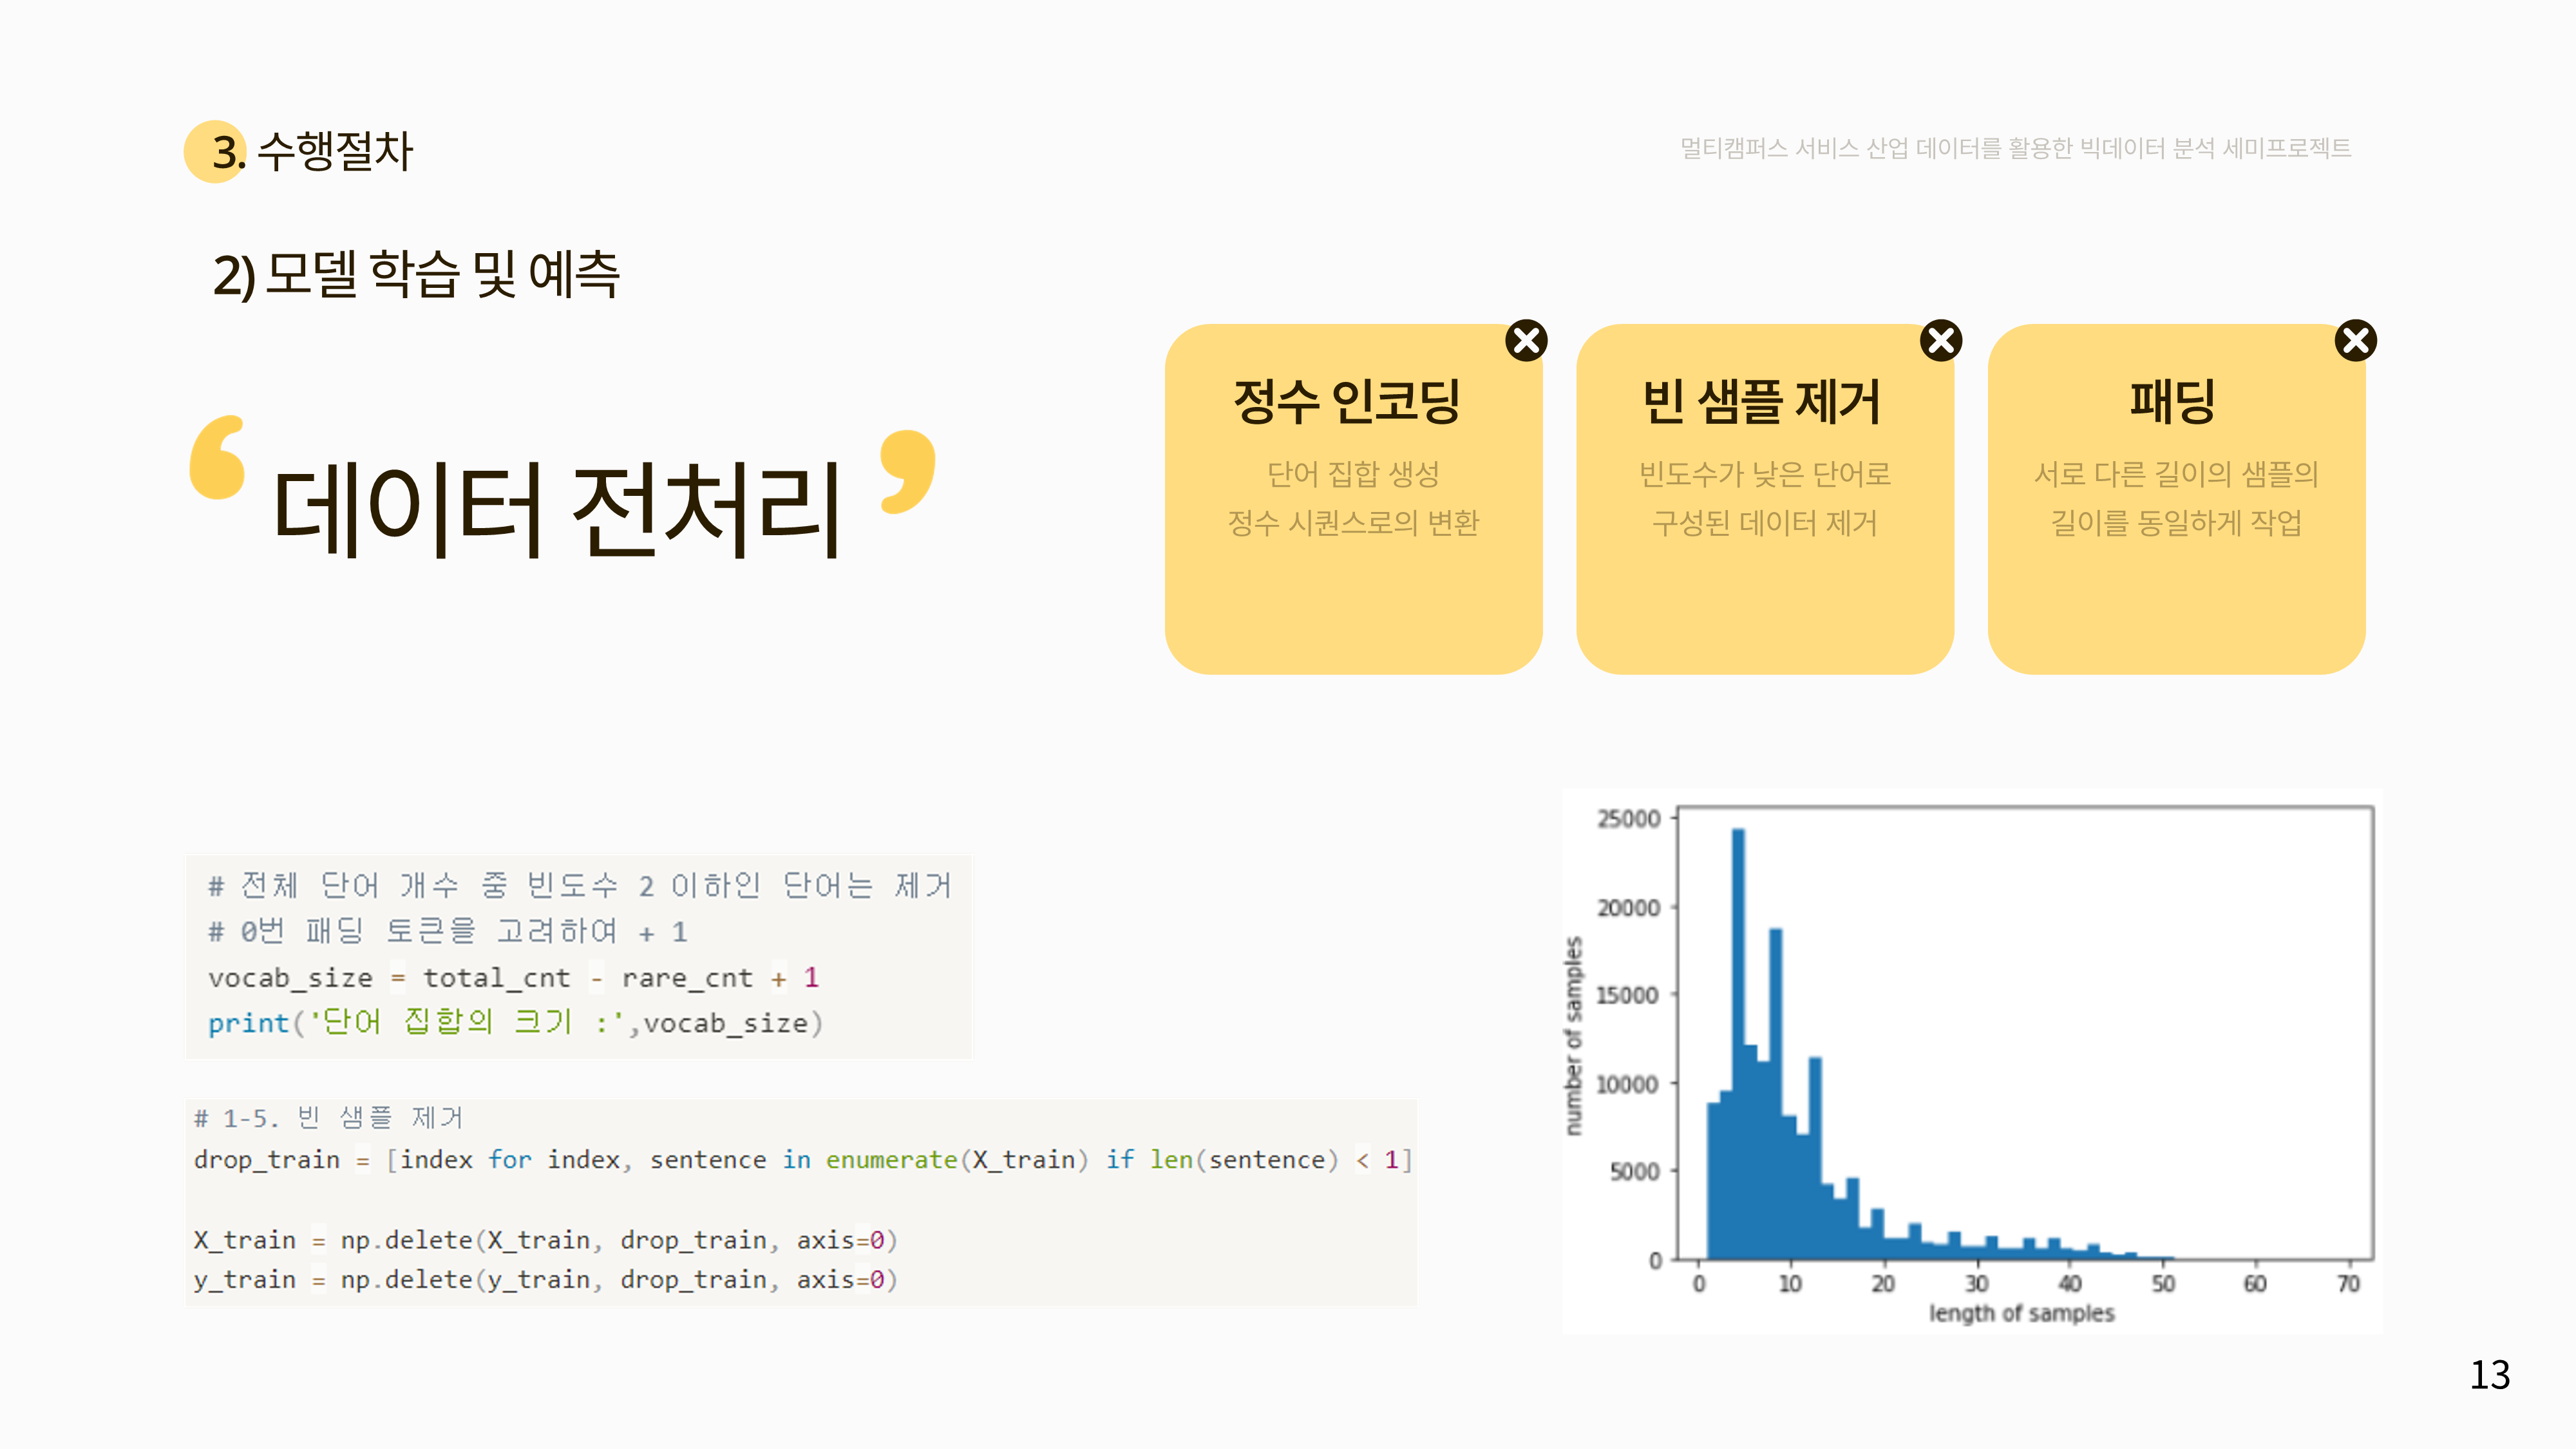 3. 수행절차
멀티캠퍼스 서비스 산업 데이터를 활용한 빅데이터 분석 세미프로젝트
2) 모델 학습 및 예측
‘ 데이터 전처리 ’
정수 인코딩
단어 집합 생성
정수 시퀀스로의 변환
빈 샘플 제거
빈도수가 낮은 단어로
구성된 데이터 제거
패딩
서로 다른 길이의 샘플의
길이를 동일하게 작업
# 전체 단어 개수 중 빈도수 2 이하인 단어는 제거
# 0번 패딩 토큰을 고려하여 + 1
vocab_size = total_cnt - rare_cnt + 1
print('단어 집합의 크기 :',vocab_size)
# 1-5. 빈 샘플 제거
drop_train = [index for index, sentence in enumerate(X_train) if len(sentence) < 1]
X_train = np.delete(X_train, drop_train, axis=0)
y_train = np.delete(y_train, drop_train, axis=0)
number of samples
25000
20000
15000
10000
5000
0
0 10 20 30 40 50 60 70
length of samples
13